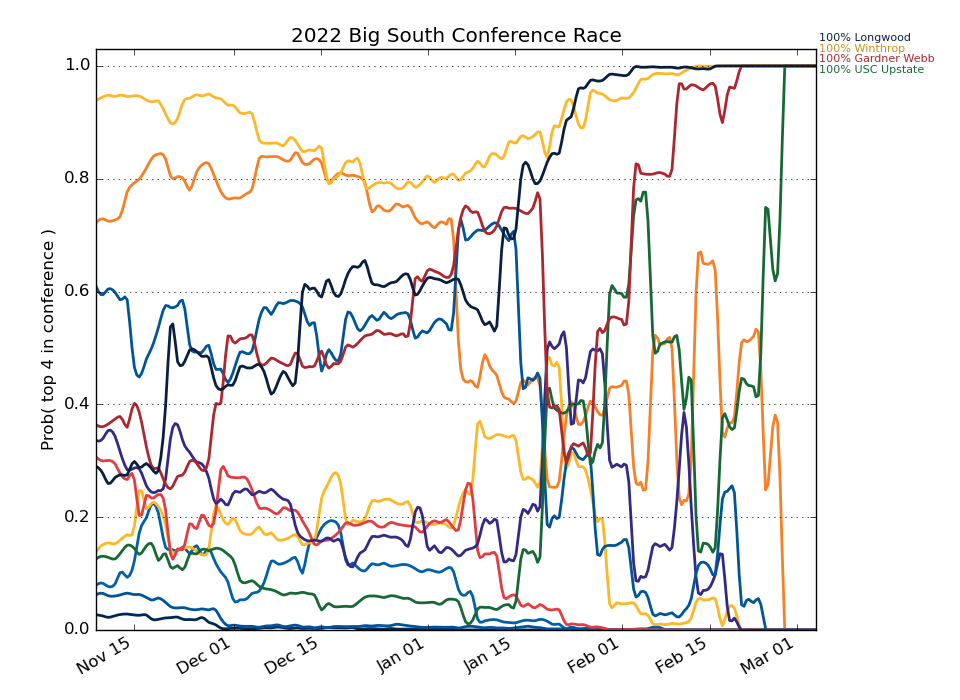 2022 Big South Conference Race
100% Longwood
100% Winthrop
100% Gardner Webb
100% USC Upstate
Prob( top 4 in conference )
1.0
0.8
0.6
0.4
0.2
0.0
Nov 15
Dec 01
Dec 15
Jan 01
Jan 15
Feb 01
Feb 15
Mar 01